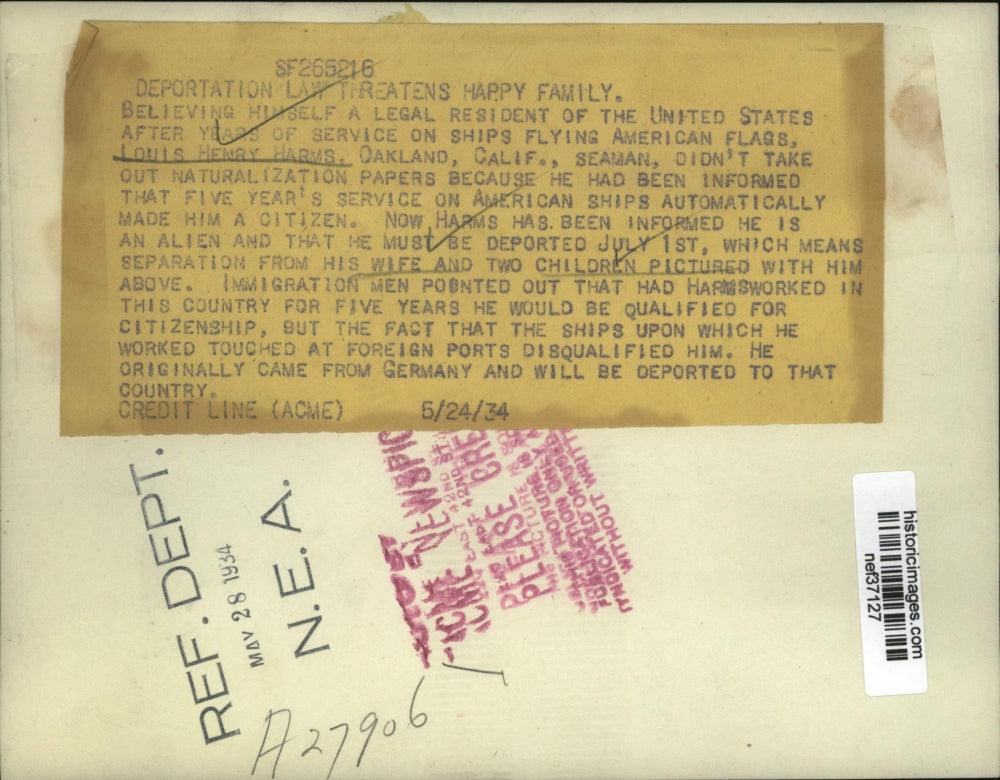 SF265216
DEPORTATION LAW THREATENS HAPPY FAMILY.
BELIEVING HIMSELF A LEGAL RESIDENT OF THE UNITED STATES
AFTER YEARS OF SERVICE ON SHIPS FLYING AMERICAN FLAGS,
LOUIS HENRY HARMS, OAKLAND, CALIF., SEAMAN, DIDN'T TAKE
OUT NATURALIZATION PAPERS BECAUSE HE HAD BEEN INFORMED
THAT FIVE YEAR'S SERVICE ON AMERICAN SHIPS AUTOMATICALLY
MADE HIM A CITIZEN. NOW HARMS HAS BEEN INFORMED HE IS
AN ALIEN AND THAT HE MUST BE DEPORTED JULY 1ST, WHICH MEANS
SEPARATION FROM HIS WIFE AND TWO CHILDREN PICTURED WITH HIM
ABOVE. IMMIGRATION MEN POINTED OUT THAT HAD HARMSWORKED IN
THIS COUNTRY FOR FIVE YEARS HE WOULD BE QUALIFIED FOR
CITIZENSHIP, BUT THE FACT THAT THE SHIPS UPON WHICH HE
WORKED TOUCHED AT FOREIGN PORTS DISQUALIFIED HIM. HE
ORIGINALLY CAME FROM GERMANY AND WILL BE DEPORTED TO THAT
COUNTRY.
CREDIT LINE (ACME) 5/24/34
REF. DEPT.
MAY 28 1934
N.E.A.
ACME NEWSPIC
ACME
PLEASE CRE
A27906
historicimages.com
nef37127